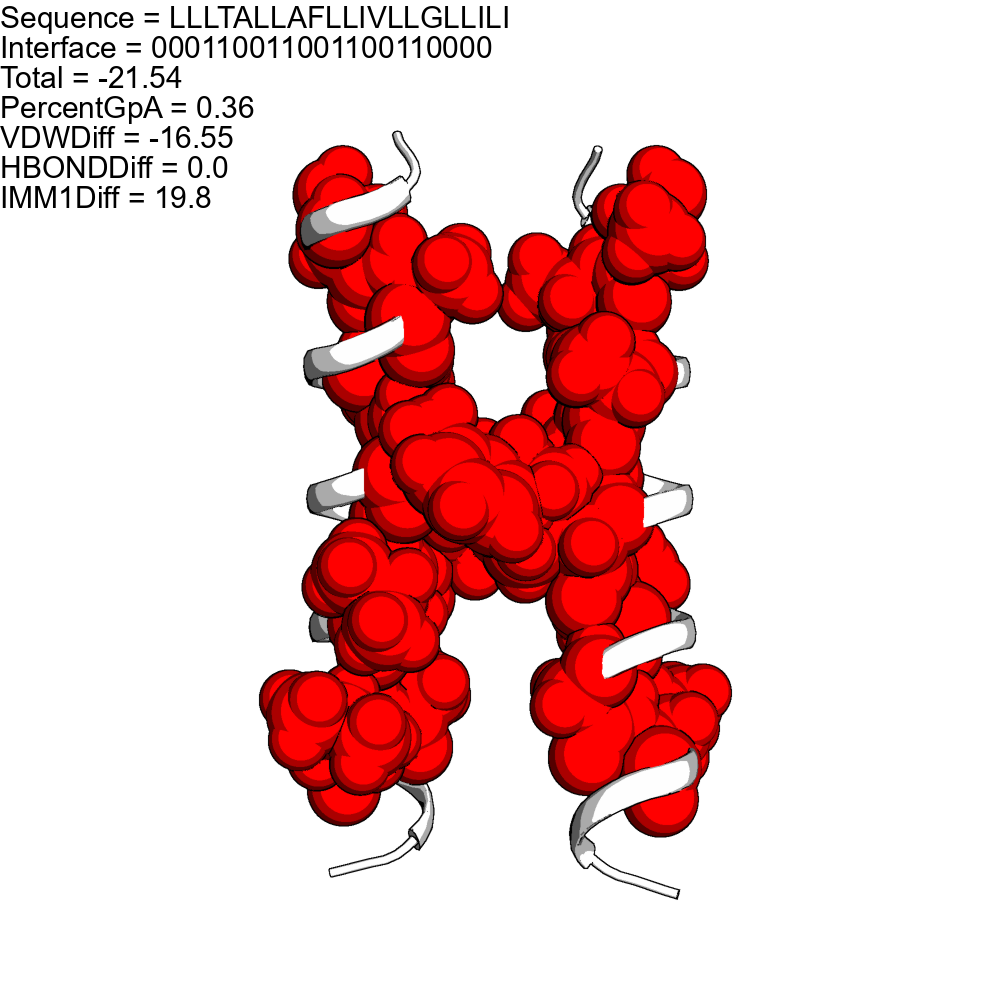 Sequence = LLLTALLAFLLIVLLGLLILI
Interface = 000110011001100110000
Total = -21.54
PercentGpA = 0.36
VDWDiff = -16.55
HBONDDiff = 0.0
IMM1Diff = 19.8